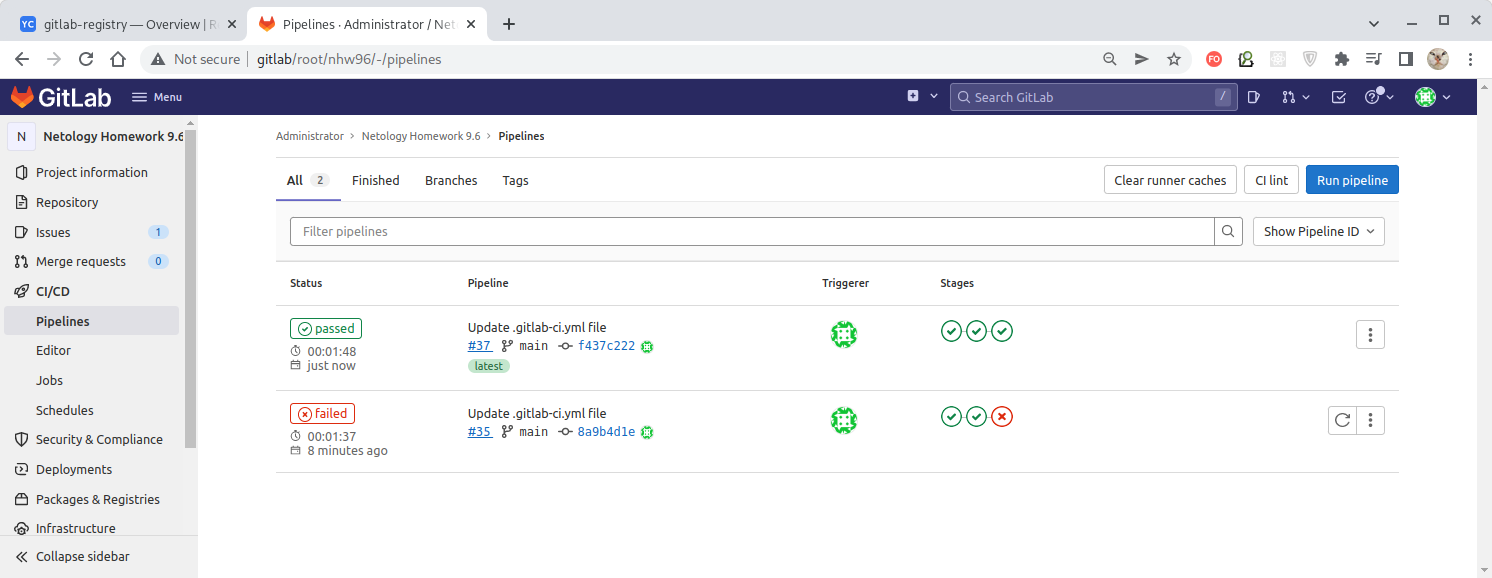 YC gitlab-registry — Overview | R
Pipelines · Administrator / Net
Not secure gitlab/root/nhw96/-/pipelines
FO
GitLab Menu Search GitLab /
N Netology Homework 9.6
Project information
Repository
Issues 1
Merge requests 0
CI/CD
Pipelines
Editor
Jobs
Schedules
Security & Compliance
Deployments
Packages & Registries
Infrastructure
Collapse sidebar
Administrator › Netology Homework 9.6 › Pipelines
All 2 Finished Branches Tags Clear runner caches CI lint Run pipeline
Filter pipelines Show Pipeline ID
Status Pipeline Triggerer Stages
passed Update .gitlab-ci.yml file
00:01:48 #37 main f437c222
just now latest
failed Update .gitlab-ci.yml file
00:01:37 #35 main 8a9b4d1e
8 minutes ago